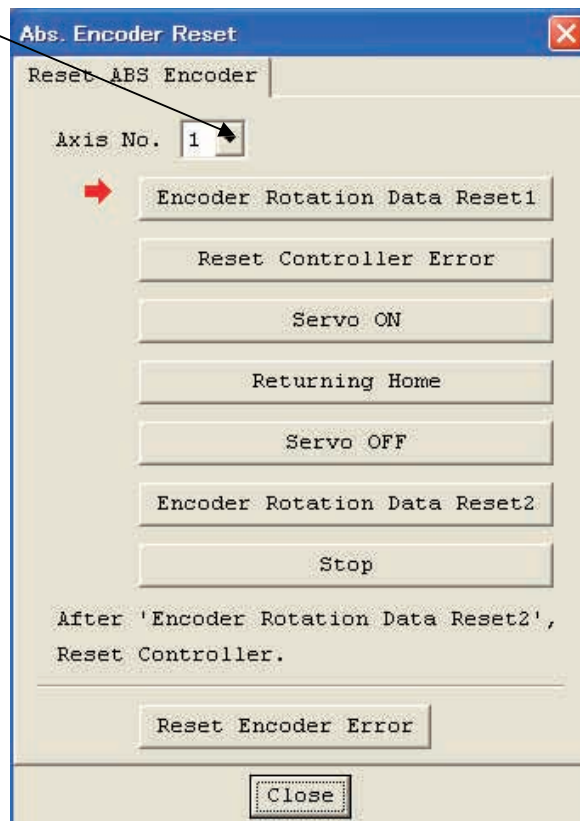 Abs. Encoder Reset
Reset ABS Encoder
Axis No. 1
Encoder Rotation Data Reset1
Reset Controller Error
Servo ON
Returning Home
Servo OFF
Encoder Rotation Data Reset2
Stop
After 'Encoder Rotation Data Reset2',
Reset Controller.
Reset Encoder Error
Close